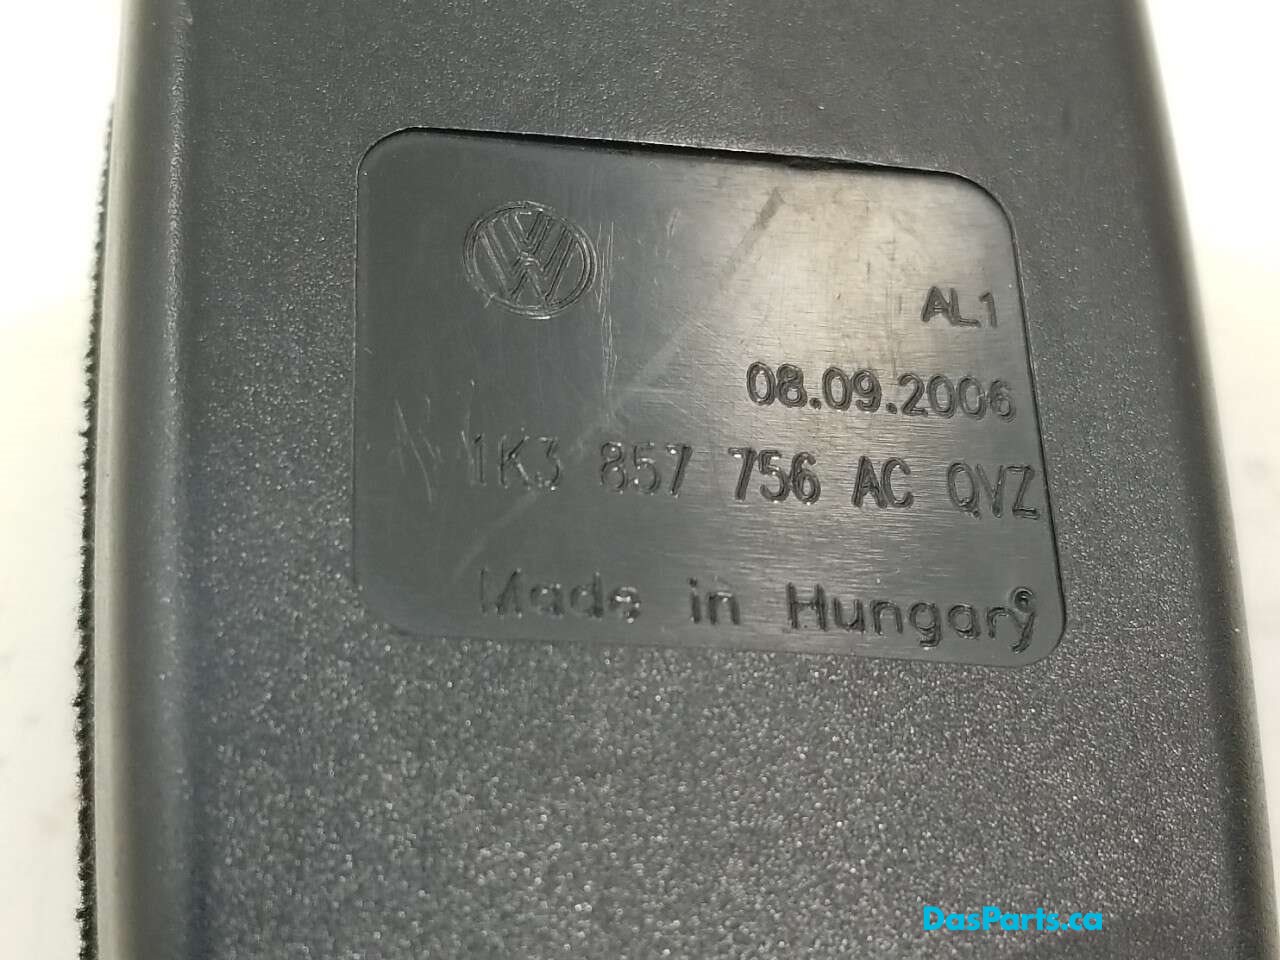 AL1
08.09.2006
1K3 857 756 AC QVZ
Made in Hungary
DasParts.ca